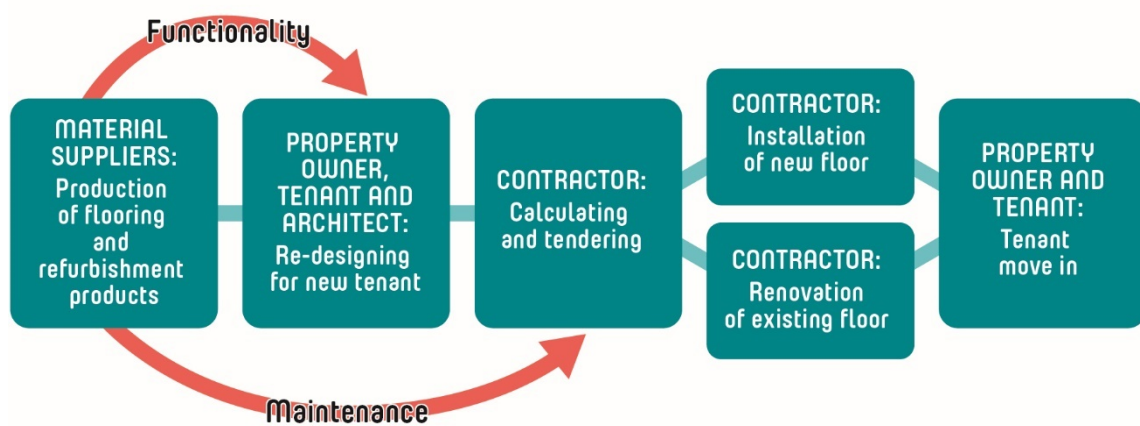 Functionality
MATERIAL
SUPPLIERS:
Production
of flooring
and
refurbishment
products
PROPERTY
OWNER,
TENANT AND
ARCHITECT:
Re-designing
for new tenant
CONTRACTOR:
Calculating
and tendering
CONTRACTOR:
Installation
of new floor
CONTRACTOR:
Renovation
of existing floor
PROPERTY
OWNER AND
TENANT:
Tenant
move in
Maintenance